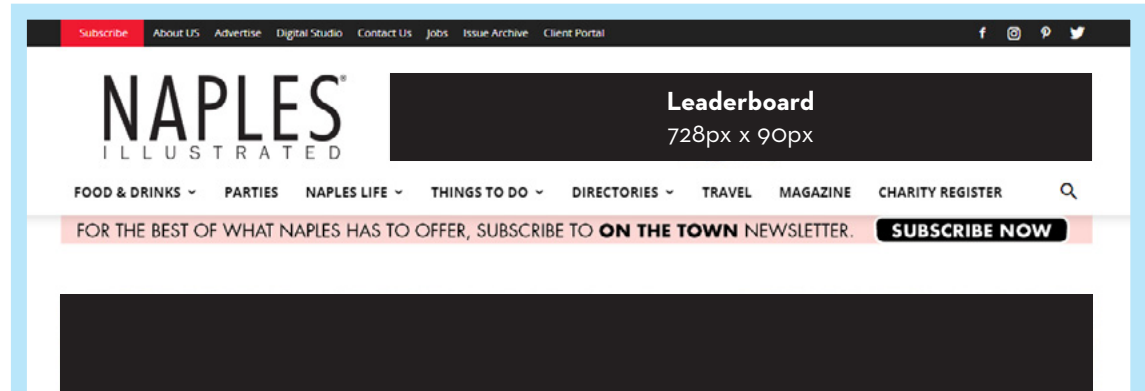 Subscribe About US Advertise Digital Studio Contact Us Jobs Issue Archive Client Portal
NAPLES®
ILLUSTRATED
Leaderboard
728px x 90px
FOOD & DRINKS PARTIES NAPLES LIFE THINGS TO DO DIRECTORIES TRAVEL MAGAZINE CHARITY REGISTER
FOR THE BEST OF WHAT NAPLES HAS TO OFFER, SUBSCRIBE TO ON THE TOWN NEWSLETTER. SUBSCRIBE NOW